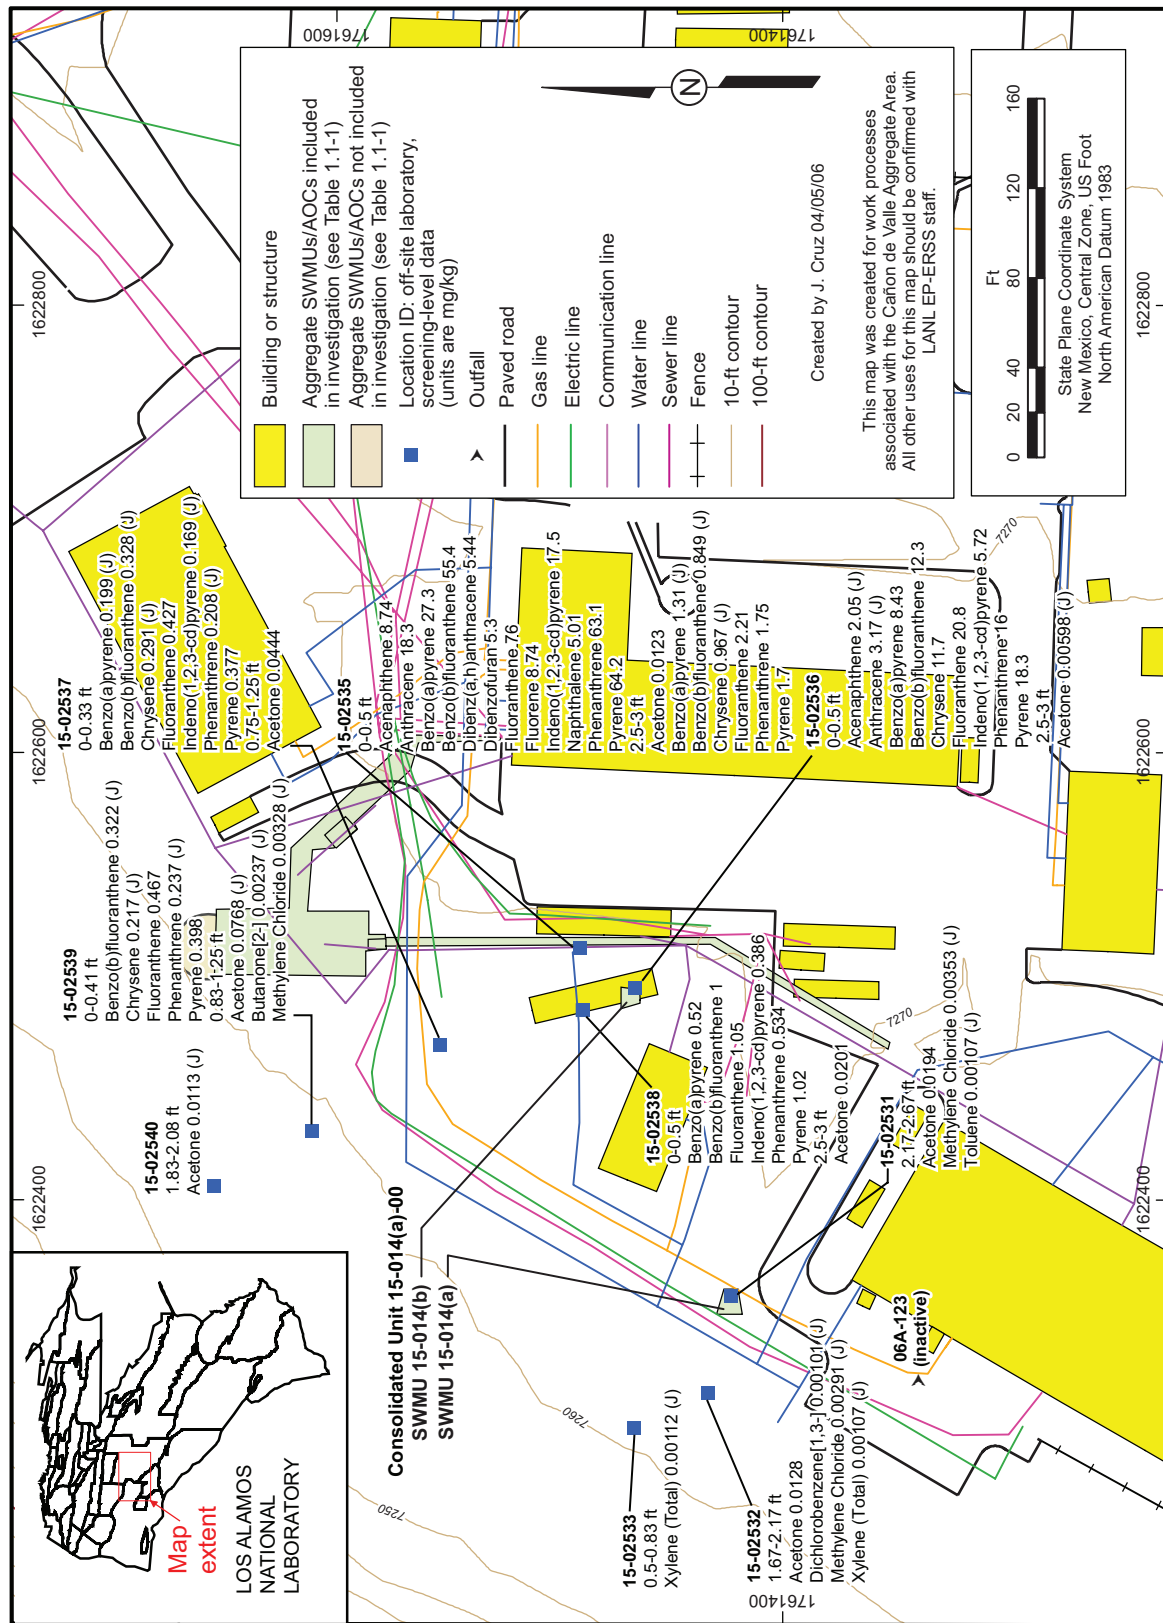 LOS ALAMOS
NATIONAL
LABORATORY
Map
extent
1622400
1622600
1622800
15-02540
1.83-2.08 ft
Acetone 0.0113 (J)
15-02539
0-0.41 ft
Benzo(b)fluoranthene 0.322 (J)
Chrysene 0.217 (J)
Fluoranthene 0.467
Phenanthrene 0.237 (J)
Pyrene 0.398
0.83-1.25 ft
Acetone 0.0768 (J)
Butanone[2-] 0.00237 (J)
Methylene Chloride 0.00328 (J)
15-02537
0-0.33 ft
Benzo(a)pyrene 0.199 (J)
Benzo(b)fluoranthene 0.328 (J)
Chrysene 0.291 (J)
Fluoranthene 0.427
Indeno(1,2,3-cd)pyrene 0.169 (J)
Phenanthrene 0.208 (J)
Pyrene 0.377
0.75-1.25 ft
Acetone 0.0444
15-02535
0-0.5 ft
Acenaphthene 8.74
Anthracene 18.3
Benzo(a)pyrene 27.3
Benzo(b)fluoranthene 55.4
Dibenz(a,h)anthracene 5.44
Dibenzofuran 5.3
Fluoranthene 7.6
Fluorene 8.74
Indeno(1,2,3-cd)pyrene 17.5
Naphthalene 5.01
Phenanthrene 63.1
Pyrene 64.2
2.5-3 ft
Acetone 0.0123
Benzo(a)pyrene 1.31 (J)
Benzo(b)fluoranthene 0.849 (J)
Chrysene 0.967 (J)
Fluoranthene 2.21
Phenanthrene 1.75
Pyrene 1.7
15-02536
0-0.5 ft
Acenaphthene 2.05 (J)
Anthracene 3.17 (J)
Benzo(a)pyrene 8.43
Benzo(b)fluoranthene 12.3
Chrysene 11.7
Fluoranthene 20.8
Indeno(1,2,3-cd)pyrene 5.72
Phenanthrene 16
Pyrene 18.3
2.5-3 ft
Acetone 0.00598 (J)
Consolidated Unit 15-014(a)-00
SWMU 15-014(b)
SWMU 15-014(a)
15-02538
0-0.5 ft
Benzo(a)pyrene 0.52
Benzo(b)fluoranthene 1
Fluoranthene 1.05
Indeno(1,2,3-cd)pyrene 0.386
Phenanthrene 0.534
Pyrene 1.02
2.5-3 ft
Acetone 0.0201
15-02531
2.17-2.67 ft
Acetone 0.0194
Methylene Chloride 0.00353 (J)
Toluene 0.00107 (J)
15-02533
0.5-0.83 ft
Xylene (Total) 0.00112 (J)
15-02532
1.67-2.17 ft
Acetone 0.0128
Dichlorobenzene[1,3-] 0.00101 (J)
Methylene Chloride 0.00291 (J)
Xylene (Total) 0.00107 (J)
06A-123
(inactive)
7250
7260
7270
7270
1761600
1761400
1761400
Building or structure
Aggregate SWMUs/AOCs included
in investigation (see Table 1.1-1)
Aggregate SWMUs/AOCs not included
in investigation (see Table 1.1-1)
Location ID: off-site laboratory,
screening-level data
(units are mg/kg)
Outfall
Paved road
Gas line
Electric line
Communication line
Water line
Sewer line
Fence
10-ft contour
100-ft contour
N
Created by J. Cruz 04/05/06
This map was created for work processes
associated with the Cañon de Valle Aggregate Area.
All other uses for this map should be confirmed with
LANL EP-ERSS staff.
Ft
0 20 40 80 120 160
State Plane Coordinate System
New Mexico, Central Zone, US Foot
North American Datum 1983
1622400
1622600
1622800